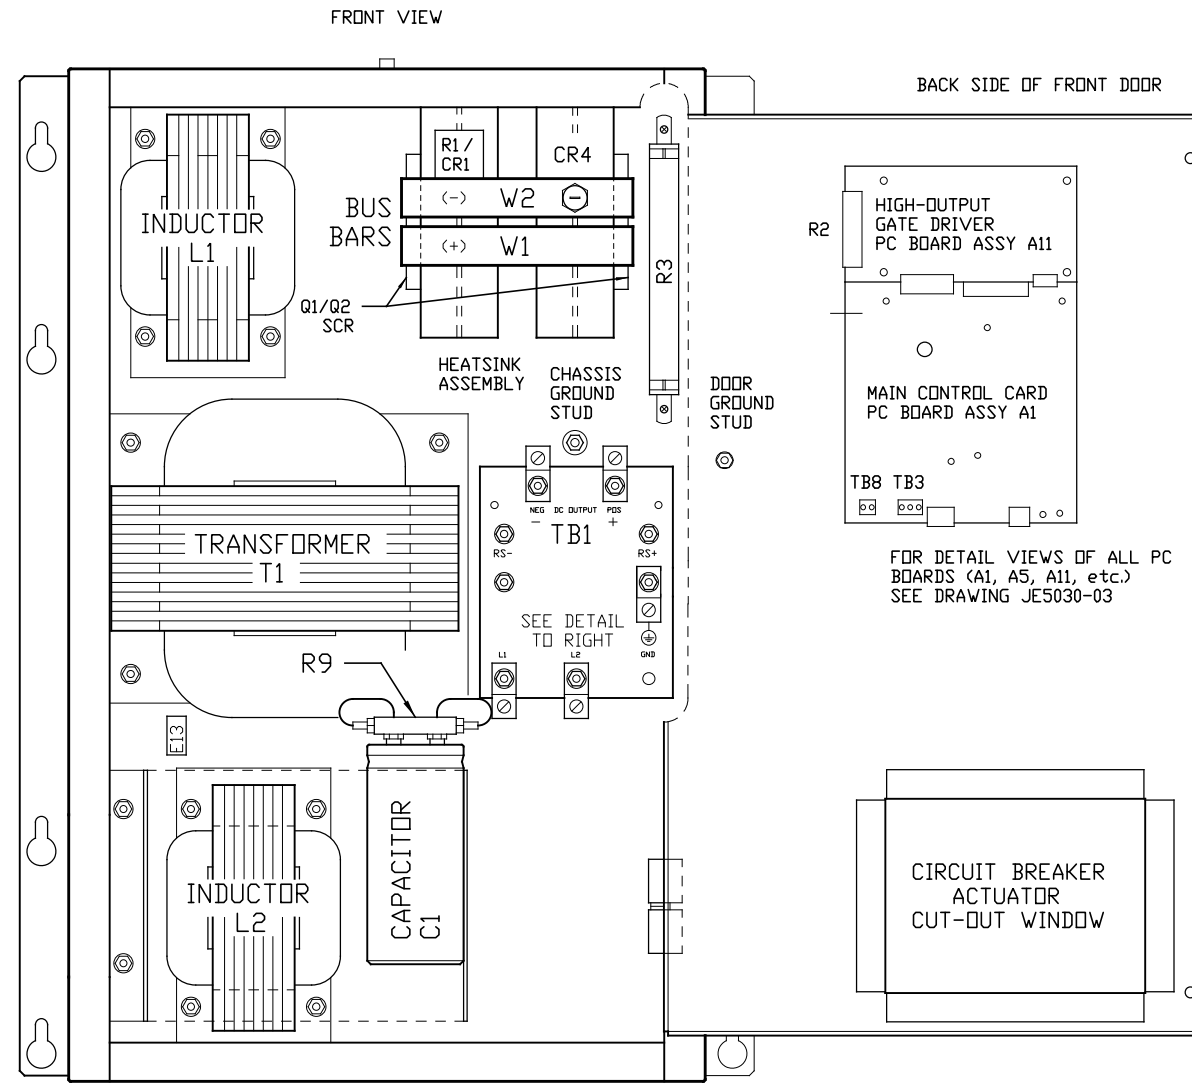 FRONT VIEW
BACK SIDE OF FRONT DOOR
R1/
CR1
CR4
INDUCTOR
L1
BUS
BARS
(-) W2 -
(+) W1
Q1/Q2
SCR
R3
HEATSINK
ASSEMBLY
CHASSIS
GROUND
STUD
DOOR
GROUND
STUD
R2
HIGH-OUTPUT
GATE DRIVER
PC BOARD ASSY A11
MAIN CONTROL CARD
PC BOARD ASSY A1
TB8 TB3
FOR DETAIL VIEWS OF ALL PC
BOARDS (A1, A5, A11, etc.)
SEE DRAWING JE5030-03
TRANSFORMER
T1
NEG DC OUTPUT POS
- +
TB1
RS- RS+
SEE DETAIL
TO RIGHT
L1 L2 GND
R9
E13
INDUCTOR
L2
CAPACITOR
C1
CIRCUIT BREAKER
ACTUATOR
CUT-OUT WINDOW